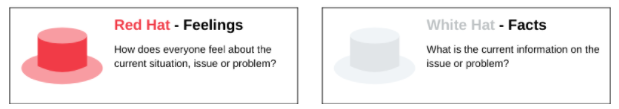 Red Hat - Feelings
How does everyone feel about the
current situation, issue or problem?
White Hat - Facts
What is the current information on the
issue or problem?